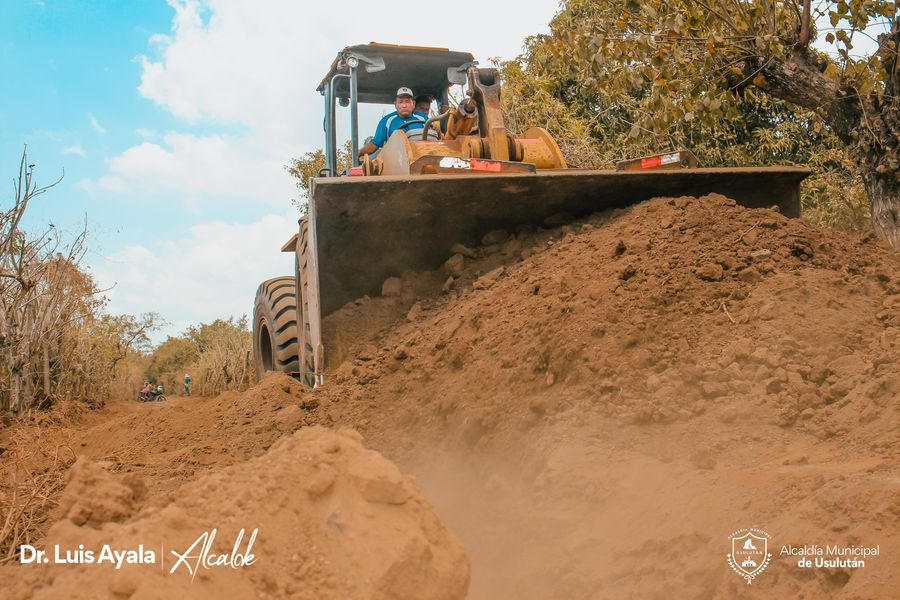 Dr. Luis Ayala | Alcalde
Alcaldía Municipal
de Usulután